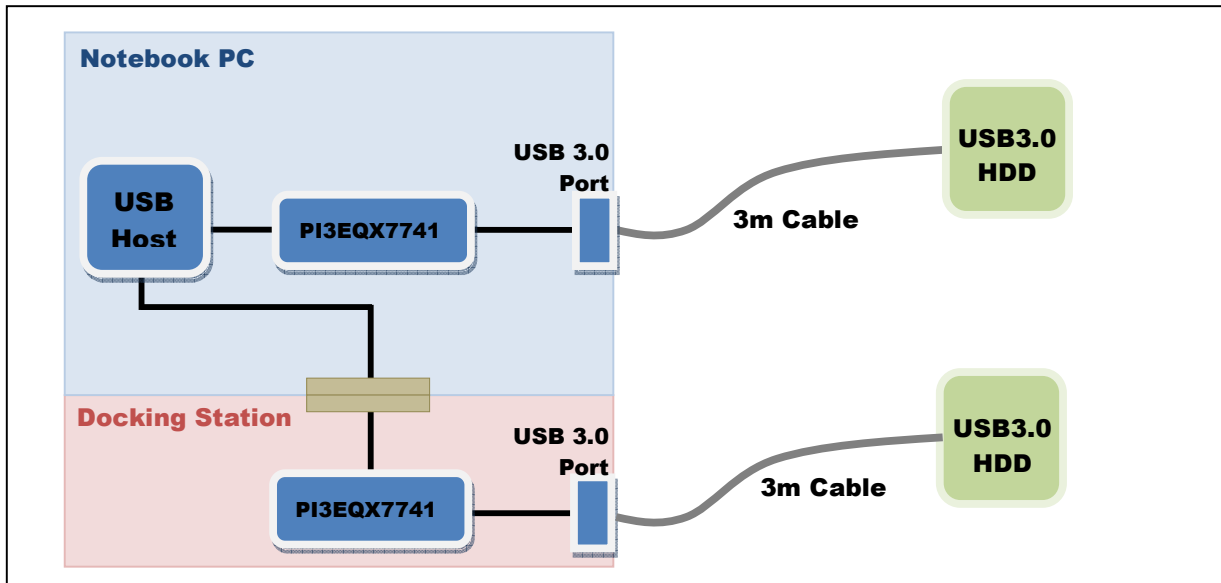 Notebook PC
USB
Host
PI3EQX7741
USB 3.0
Port
3m Cable
USB3.0
HDD
Docking Station
PI3EQX7741
USB 3.0
Port
3m Cable
USB3.0
HDD